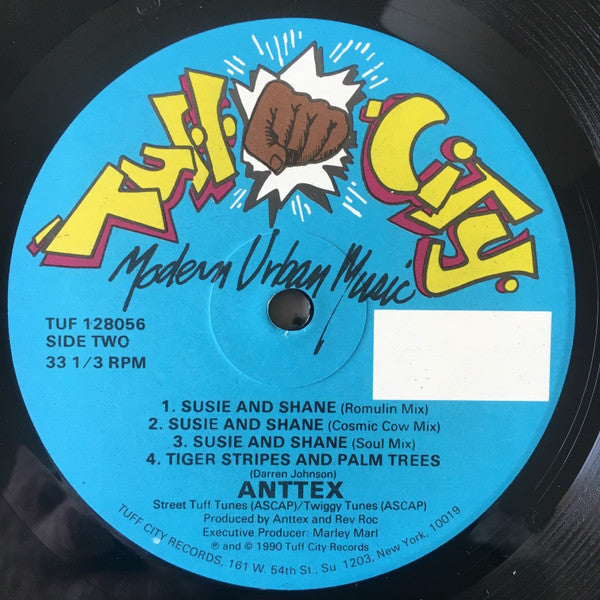 Tuff City
Modern Urban Music
TUF 128056
SIDE TWO
33 1/3 RPM
1. SUSIE AND SHANE (Romulin Mix)
2. SUSIE AND SHANE (Cosmic Cow Mix)
3. SUSIE AND SHANE (Soul Mix)
4. TIGER STRIPES AND PALM TREES
(Darren Johnson)
ANTTEX
Street Tuff Tunes (ASCAP)/Twiggy Tunes (ASCAP)
Produced by Anttex and Rev Roc
Executive Producer: Marley Marl
℗ and © 1990 Tuff City Records
TUFF CITY RECORDS, 161 W. 54th St., Su. 1203, New York, N.Y. 10019